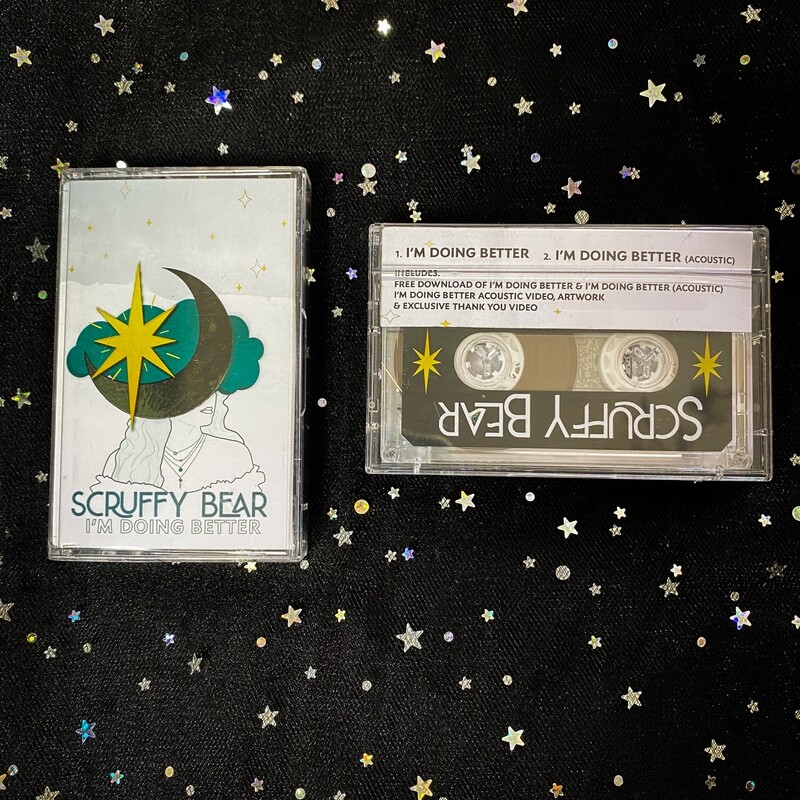 SCRUFFY BEAR
I'M DOING BETTER
1. I'M DOING BETTER 2. I'M DOING BETTER (ACOUSTIC)
INCLUDES:
FREE DOWNLOAD OF I'M DOING BETTER & I'M DOING BETTER (ACOUSTIC)
I'M DOING BETTER ACOUSTIC VIDEO, ARTWORK
& EXCLUSIVE THANK YOU VIDEO
SCRUFFY BEAR